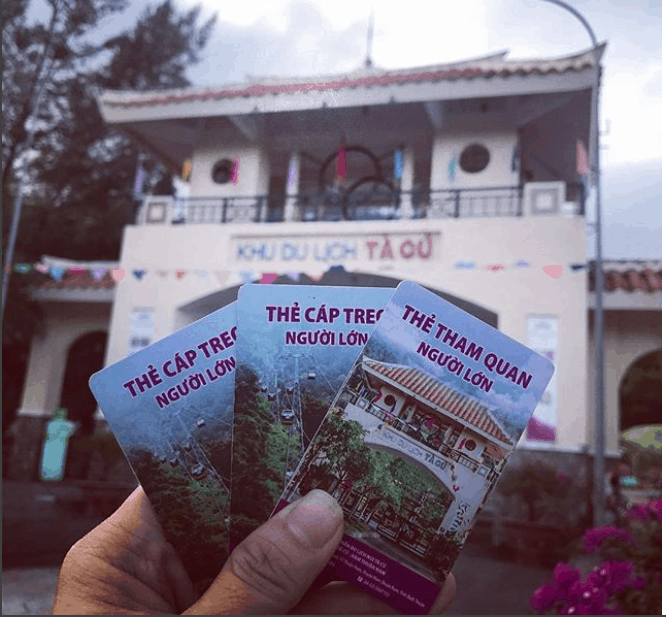 KHU DU LỊCH TÀ CÚ
THẺ CÁP TREO
NGƯỜI LỚN
THẺ CÁP TREO
NGƯỜI LỚN
THẺ THAM QUAN
NGƯỜI LỚN
KHU DU LỊCH TÀ CÚ